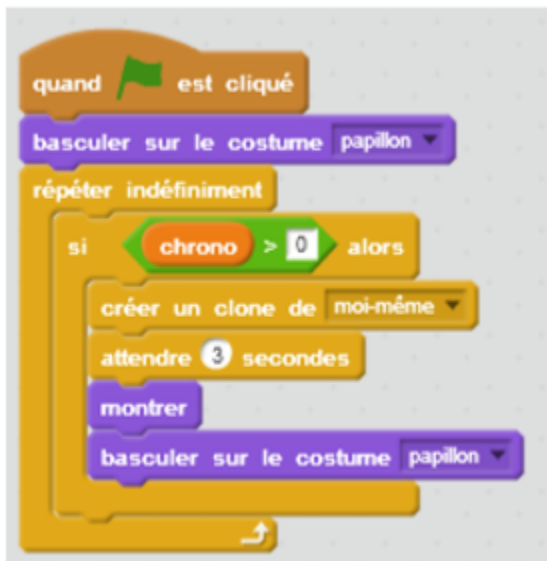 quand est cliqué
basculer sur le costume papillon
répéter indéfiniment
si chrono > 0 alors
créer un clone de moi-même
attendre 3 secondes
montrer
basculer sur le costume papillon